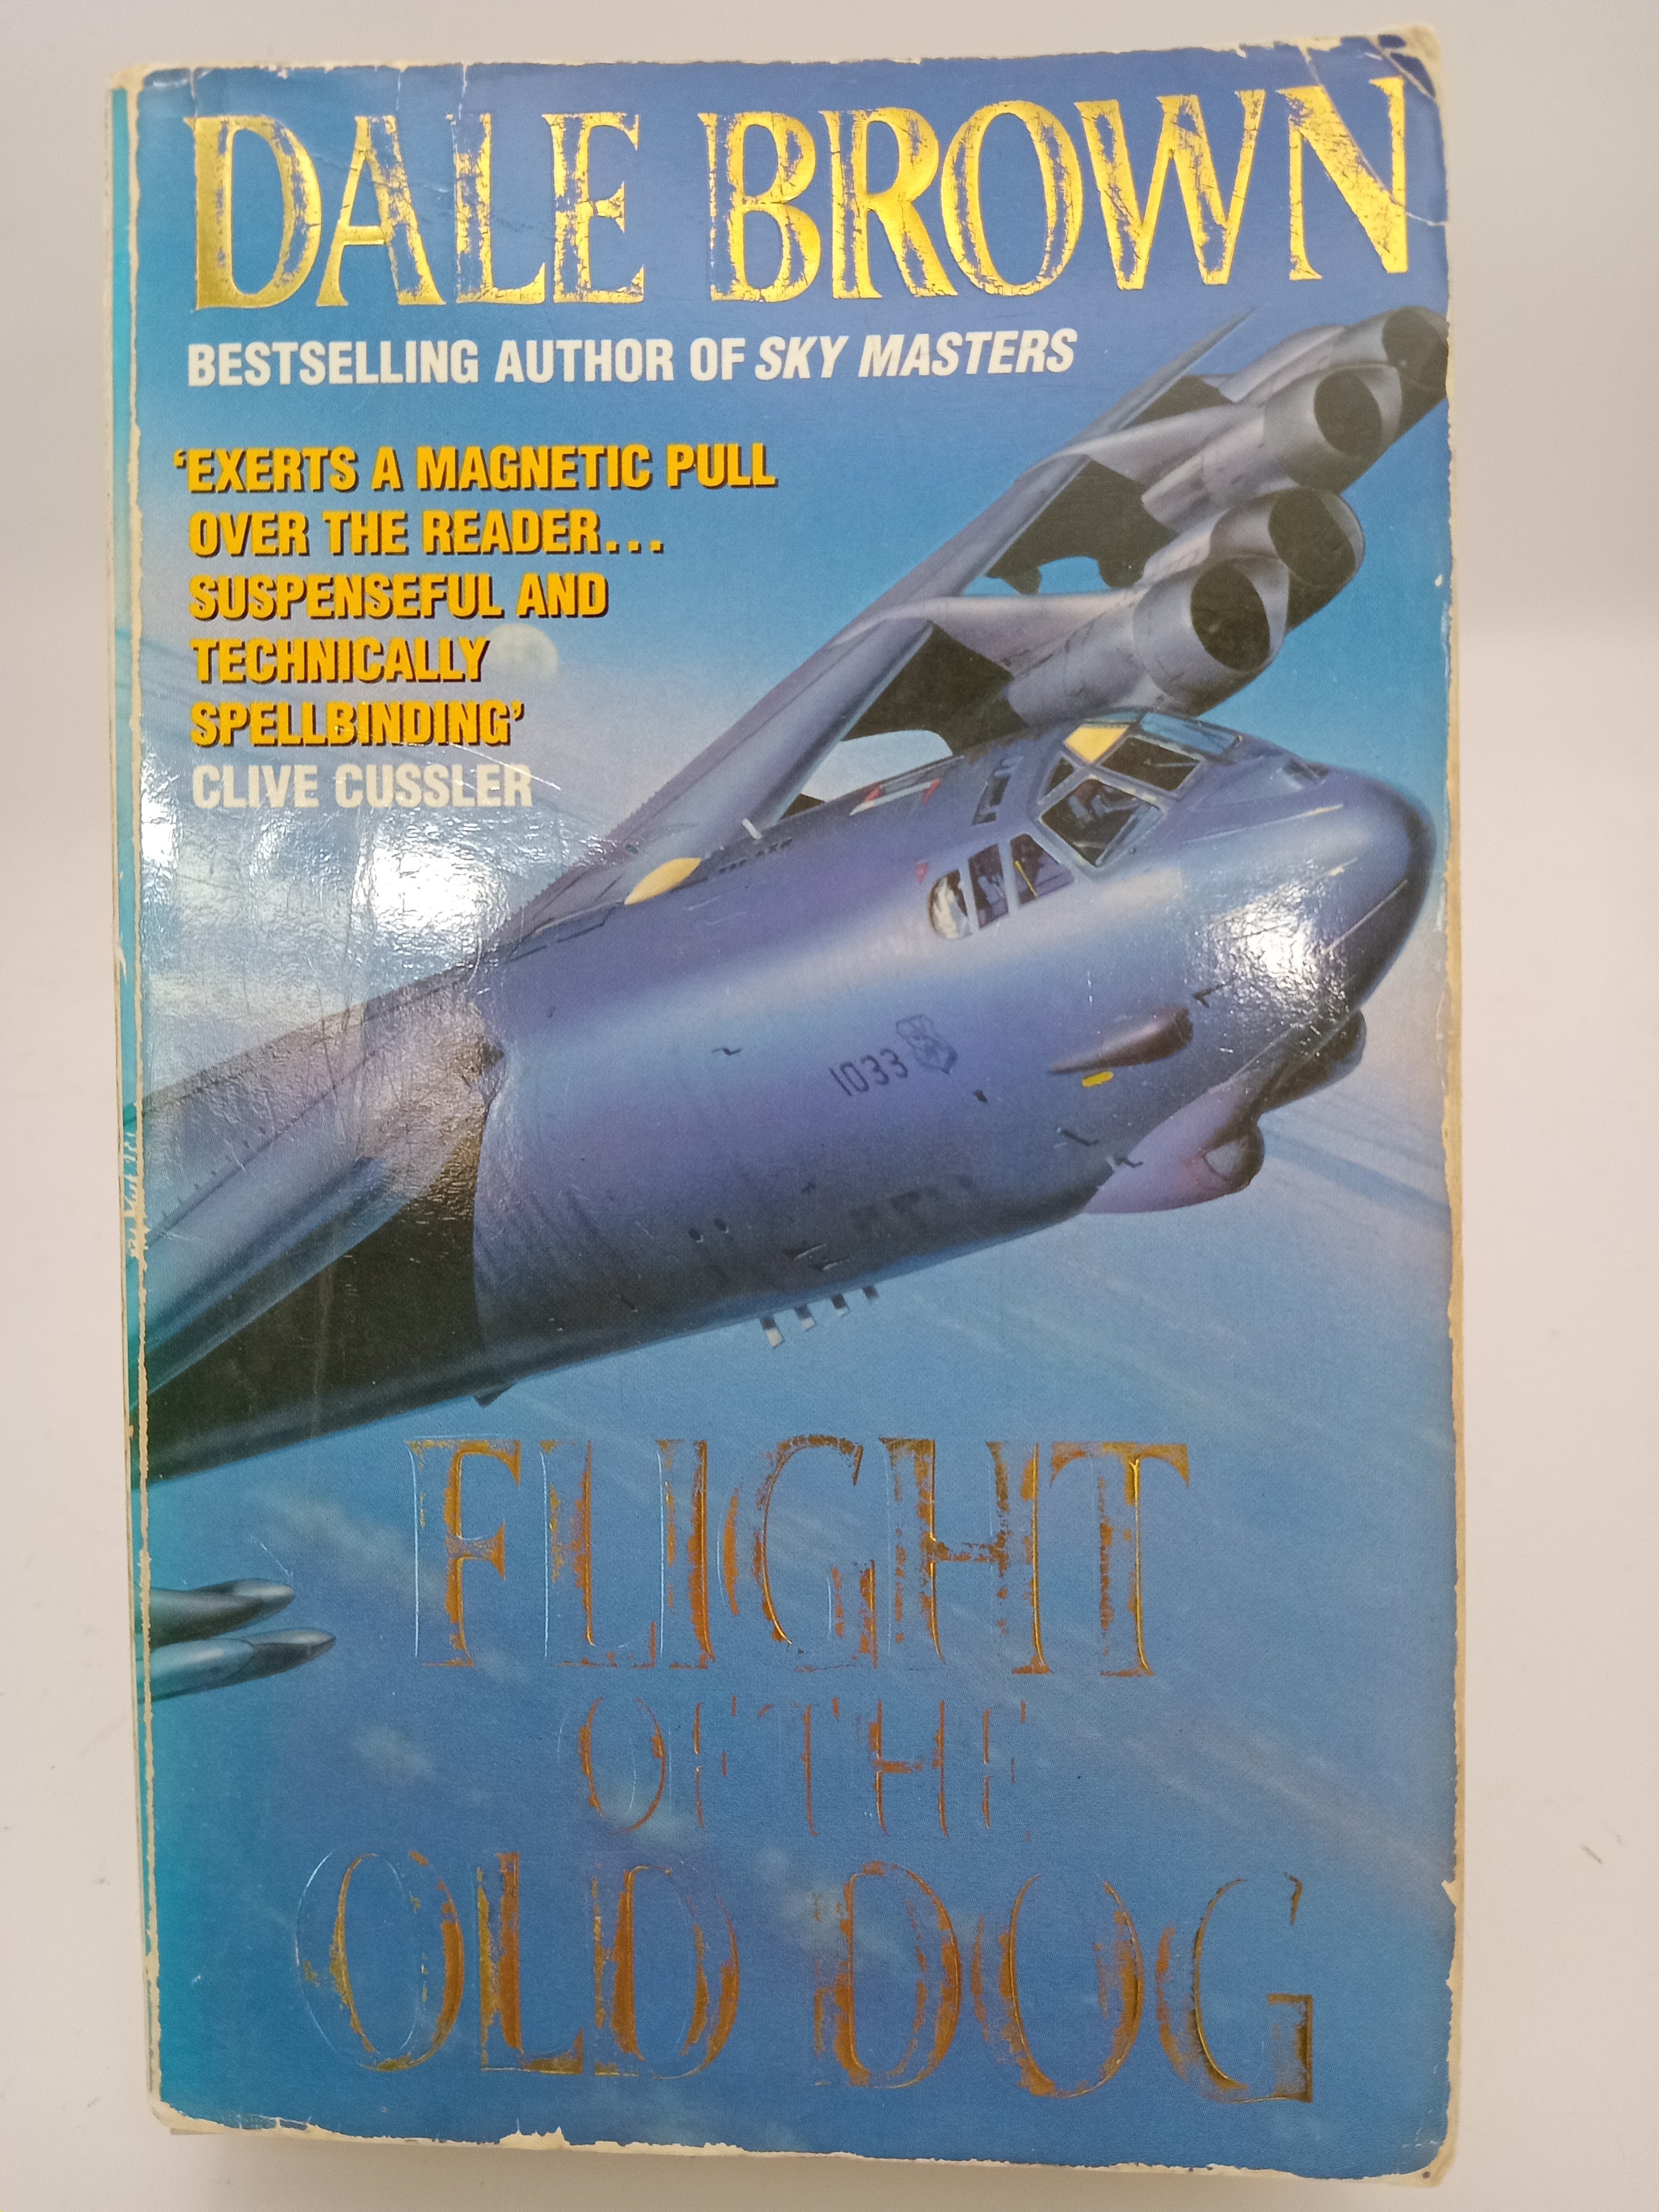 DALE BROWN
BESTSELLING AUTHOR OF SKY MASTERS
‘EXERTS A MAGNETIC PULL
OVER THE READER...
SUSPENSEFUL AND
TECHNICALLY
SPELLBINDING’
CLIVE CUSSLER
1033
FLIGHT
OF THE
OLD DOG